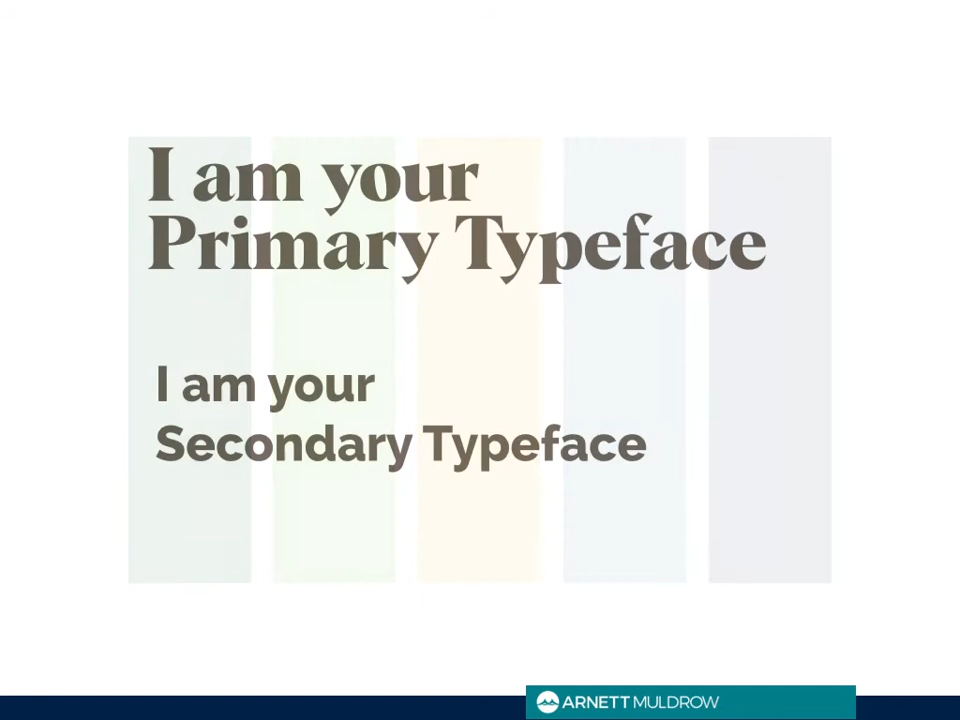 I am your
Primary Typeface
I am your
Secondary Typeface
ARNETT MULDROW